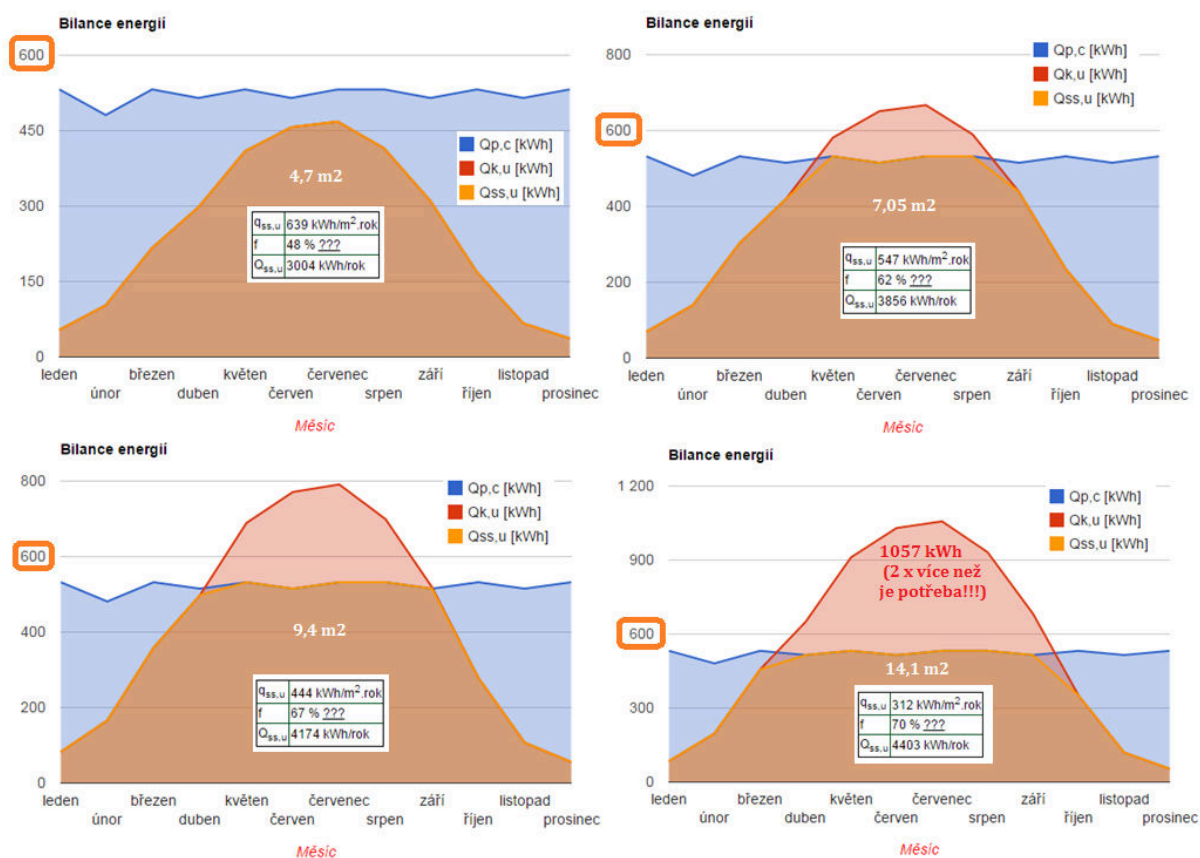 Bilance energií
600
450
300
150
0
Qp,c [kWh]
Qk,u [kWh]
Qss,u [kWh]
4,7 m2
qss,u 639 kWh/m².rok
f 48 % ???
Qss,u 3004 kWh/rok
leden
únor
březen
duben
květen
červen
červenec
srpen
září
říjen
listopad
prosinec
Měsíc
Bilance energií
800
600
400
200
0
Qp,c [kWh]
Qk,u [kWh]
Qss,u [kWh]
7,05 m2
qss,u 547 kWh/m².rok
f 62 % ???
Qss,u 3856 kWh/rok
leden
únor
březen
duben
květen
červen
červenec
srpen
září
říjen
listopad
prosinec
Měsíc
Bilance energií
800
600
400
200
0
Qp,c [kWh]
Qk,u [kWh]
Qss,u [kWh]
9,4 m2
qss,u 444 kWh/m².rok
f 67 % ???
Qss,u 4174 kWh/rok
leden
únor
březen
duben
květen
červen
červenec
srpen
září
říjen
listopad
prosinec
Měsíc
Bilance energií
1 200
900
600
300
0
Qp,c [kWh]
Qk,u [kWh]
Qss,u [kWh]
1057 kWh
(2 x více než
je potřeba!!!)
14,1 m2
qss,u 312 kWh/m².rok
f 70 % ???
Qss,u 4403 kWh/rok
leden
únor
březen
duben
květen
červen
červenec
srpen
září
říjen
listopad
prosinec
Měsíc